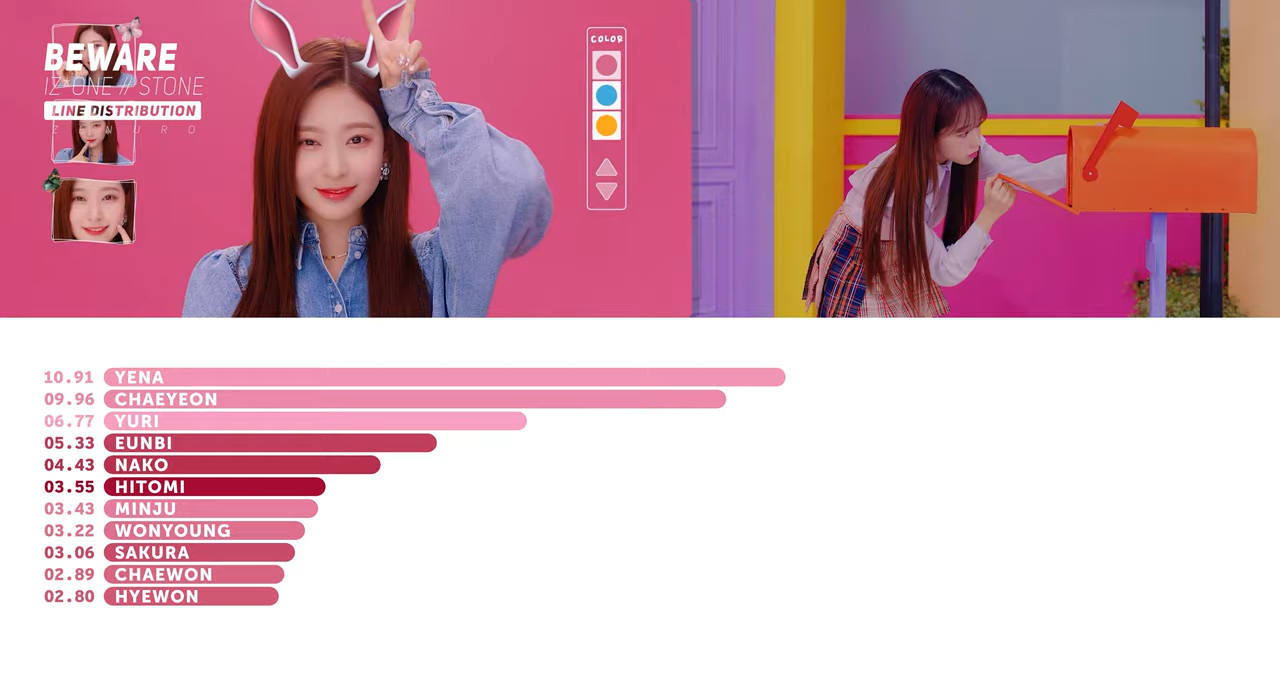 BEWARE
IZ*ONE // STONE
LINE DISTRIBUTION
ZENURO
COLOR
10.91 YENA
09.96 CHAEYEON
06.77 YURI
05.33 EUNBI
04.43 NAKO
03.55 HITOMI
03.43 MINJU
03.22 WONYOUNG
03.06 SAKURA
02.89 CHAEWON
02.80 HYEWON